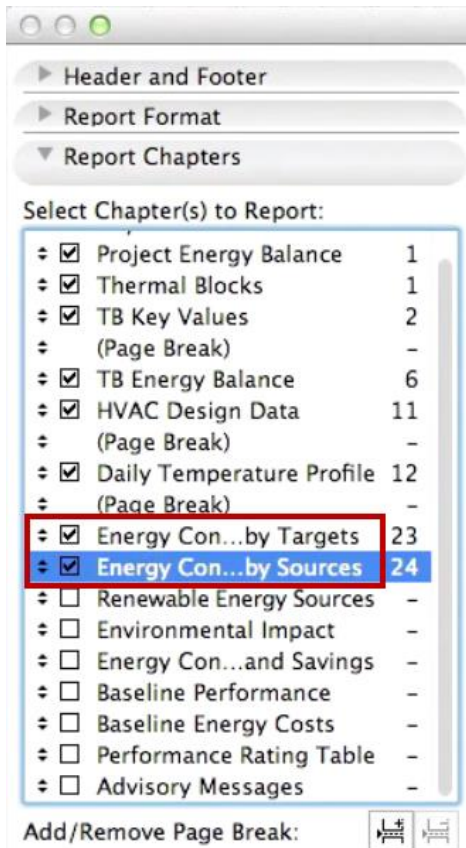 Header and Footer
Report Format
Report Chapters
Select Chapter(s) to Report:
Project Energy Balance 1
Thermal Blocks 1
TB Key Values 2
(Page Break) –
TB Energy Balance 6
HVAC Design Data 11
(Page Break) –
Daily Temperature Profile 12
(Page Break) –
Energy Con...by Targets 23
Energy Con...by Sources 24
Renewable Energy Sources –
Environmental Impact –
Energy Con...and Savings –
Baseline Performance –
Baseline Energy Costs –
Performance Rating Table –
Advisory Messages –
Add/Remove Page Break: